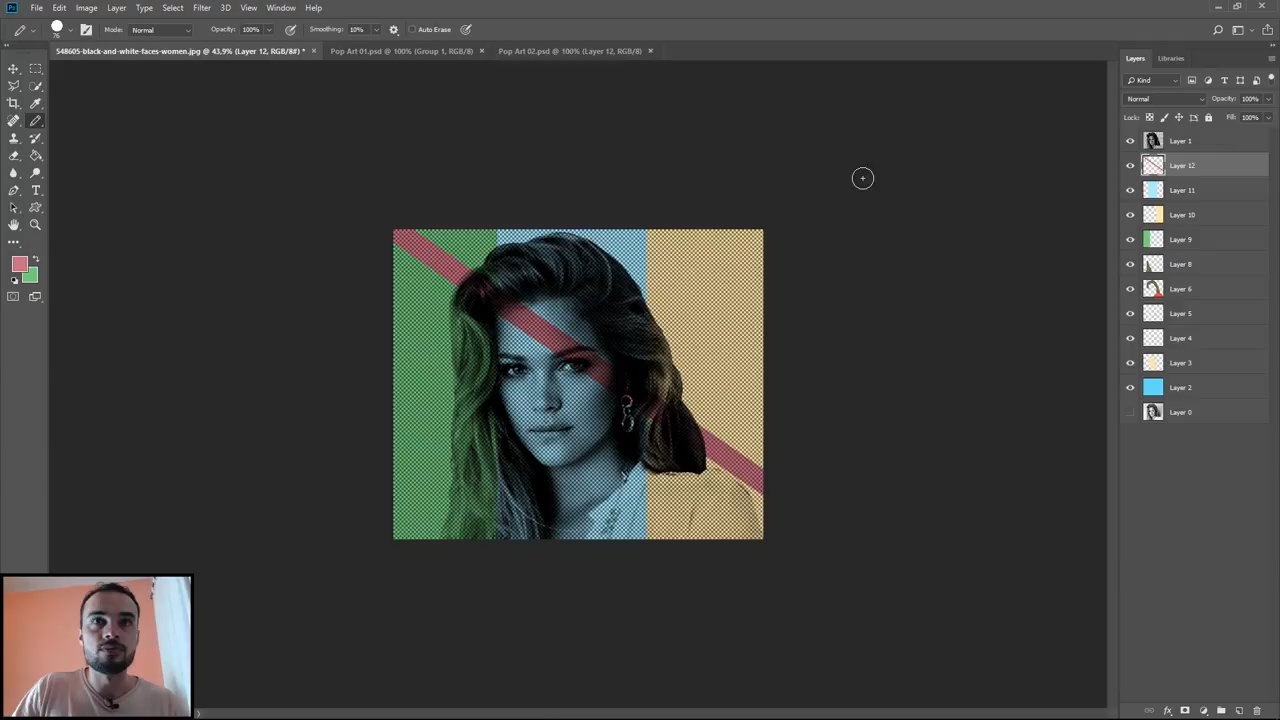 Ps File Edit Image Layer Type Select Filter 3D View Window Help
Mode: Normal Opacity: 100% Smoothing: 10% Auto Erase
75
548605-black-and-white-faces-women.jpg @ 43,9% (Layer 12, RGB/8#) * × Pop Art 01.psd @ 100% (Group 1, RGB/8) × Pop Art 02.psd @ 100% (Layer 12, RGB/8) ×
Layers Libraries
Kind
Normal Opacity: 100%
Lock: Fill: 100%
Layer 1
Layer 12
Layer 11
Layer 10
Layer 9
Layer 8
Layer 6
Layer 5
Layer 4
Layer 3
Layer 2
Layer 0